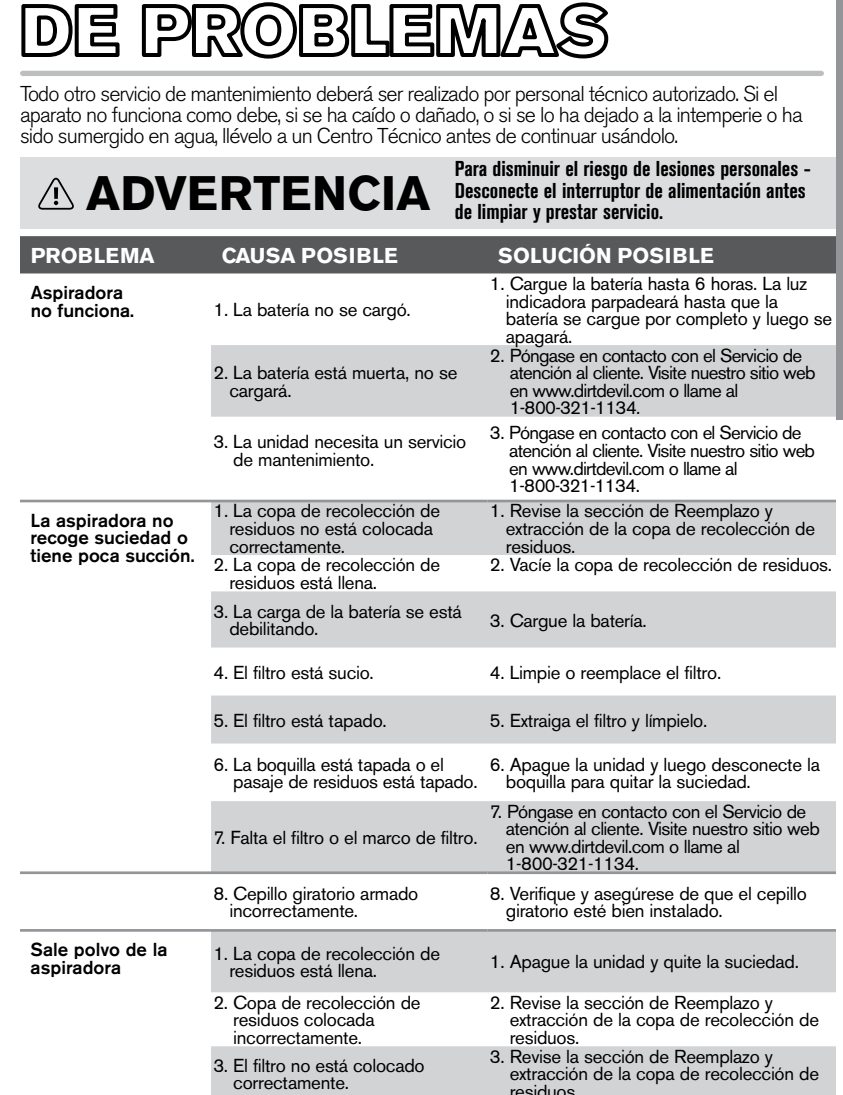 DE PROBLEMAS
Todo otro servicio de mantenimiento deberá ser realizado por personal técnico autorizado. Si el
aparato no funciona como debe, si se ha caído o dañado, o si se lo ha dejado a la intemperie o ha
sido sumergido en agua, llévelo a un Centro Técnico antes de continuar usándolo.
ADVERTENCIA
Para disminuir el riesgo de lesiones personales -
Desconecte el interruptor de alimentación antes
de limpiar y prestar servicio.
PROBLEMA CAUSA POSIBLE SOLUCIÓN POSIBLE
Aspiradora
no funciona.
1. La batería no se cargó.
1. Cargue la batería hasta 6 horas. La luz
indicadora parpadeará hasta que la
batería se cargue por completo y luego se
apagará.
2. La batería está muerta, no se
cargará.
2. Póngase en contacto con el Servicio de
atención al cliente. Visite nuestro sitio web
en www.dirtdevil.com o llame al
1-800-321-1134.
3. La unidad necesita un servicio
de mantenimiento.
3. Póngase en contacto con el Servicio de
atención al cliente. Visite nuestro sitio web
en www.dirtdevil.com o llame al
1-800-321-1134.
La aspiradora no
recoge suciedad o
tiene poca succión.
1. La copa de recolección de
residuos no está colocada
correctamente.
1. Revise la sección de Reemplazo y
extracción de la copa de recolección de
residuos.
2. La copa de recolección de
residuos está llena.
2. Vacíe la copa de recolección de residuos.
3. La carga de la batería se está
debilitando.
3. Cargue la batería.
4. El filtro está sucio.
4. Limpie o reemplace el filtro.
5. El filtro está tapado.
5. Extraiga el filtro y límpielo.
6. La boquilla está tapada o el
pasaje de residuos está tapado.
6. Apague la unidad y luego desconecte la
boquilla para quitar la suciedad.
7. Falta el filtro o el marco de filtro.
7. Póngase en contacto con el Servicio de
atención al cliente. Visite nuestro sitio web
en www.dirtdevil.com o llame al
1-800-321-1134.
8. Cepillo giratorio armado
incorrectamente.
8. Verifique y asegúrese de que el cepillo
giratorio esté bien instalado.
Sale polvo de la
aspiradora
1. La copa de recolección de
residuos está llena.
1. Apague la unidad y quite la suciedad.
2. Copa de recolección de
residuos colocada
incorrectamente.
2. Revise la sección de Reemplazo y
extracción de la copa de recolección de
residuos.
3. El filtro no está colocado
correctamente.
3. Revise la sección de Reemplazo y
extracción de la copa de recolección de
residuos